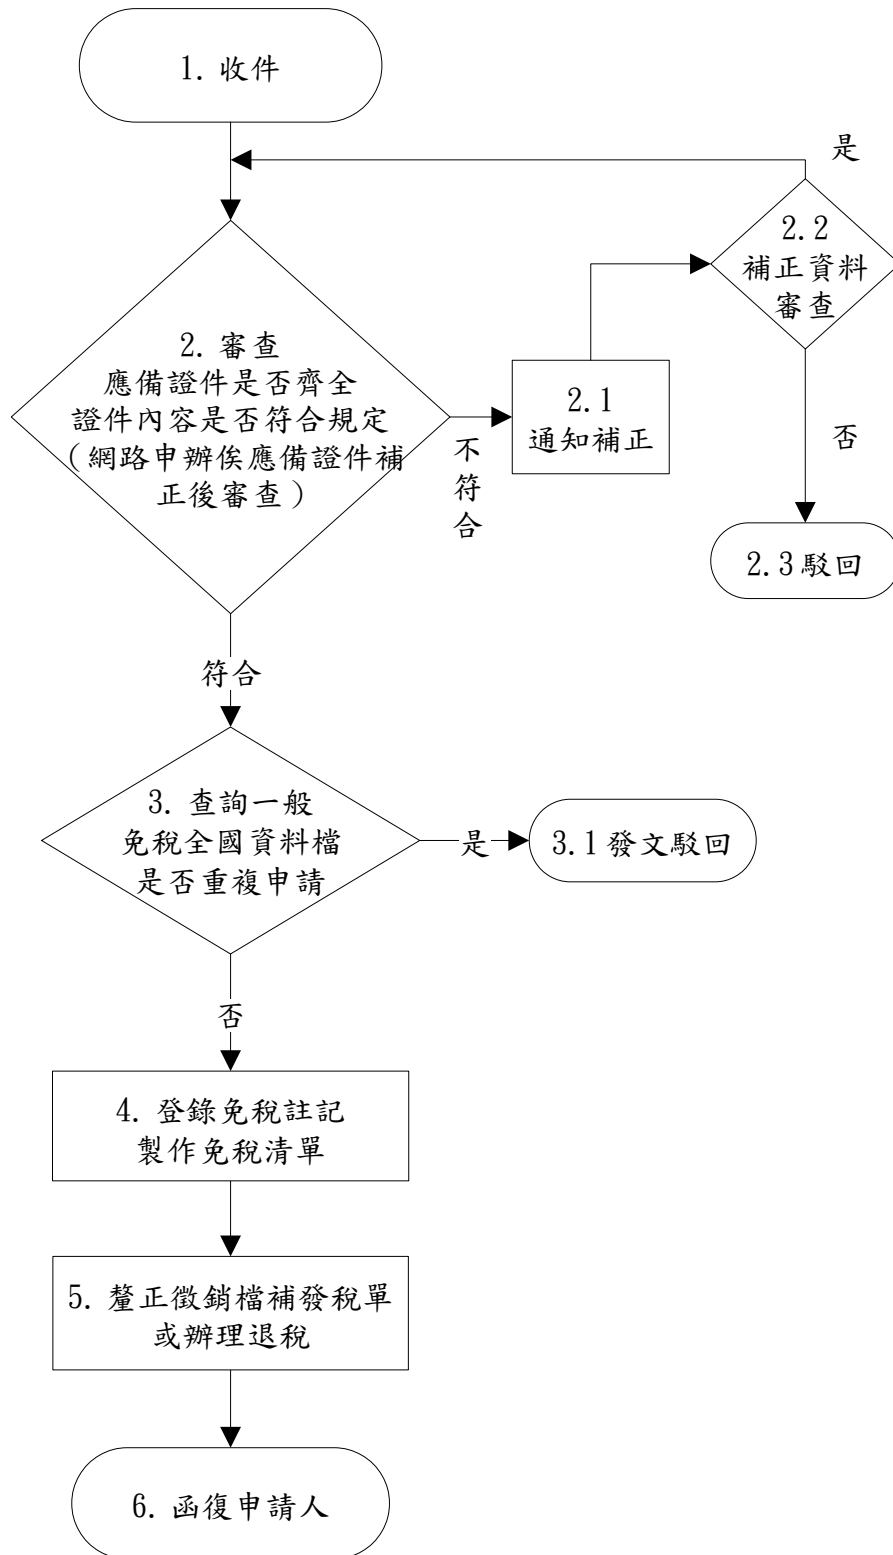 1. 收件
是
2.2
補正資料
審查
2. 審查
應備證件是否齊全
證件內容是否符合規定
（網路申辦俟應備證件補
正後審查）
不
符
合
2.1
通知補正
否
2.3駁回
符合
3. 查詢一般
免稅全國資料檔
是否重複申請
是
3.1發文駁回
否
4. 登錄免稅註記
製作免稅清單
5. 釐正徵銷檔補發稅單
或辦理退稅
6. 函復申請人